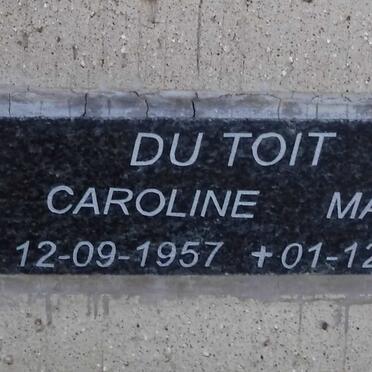 DU TOIT
CAROLINE MA
12-09-1957 +01-12